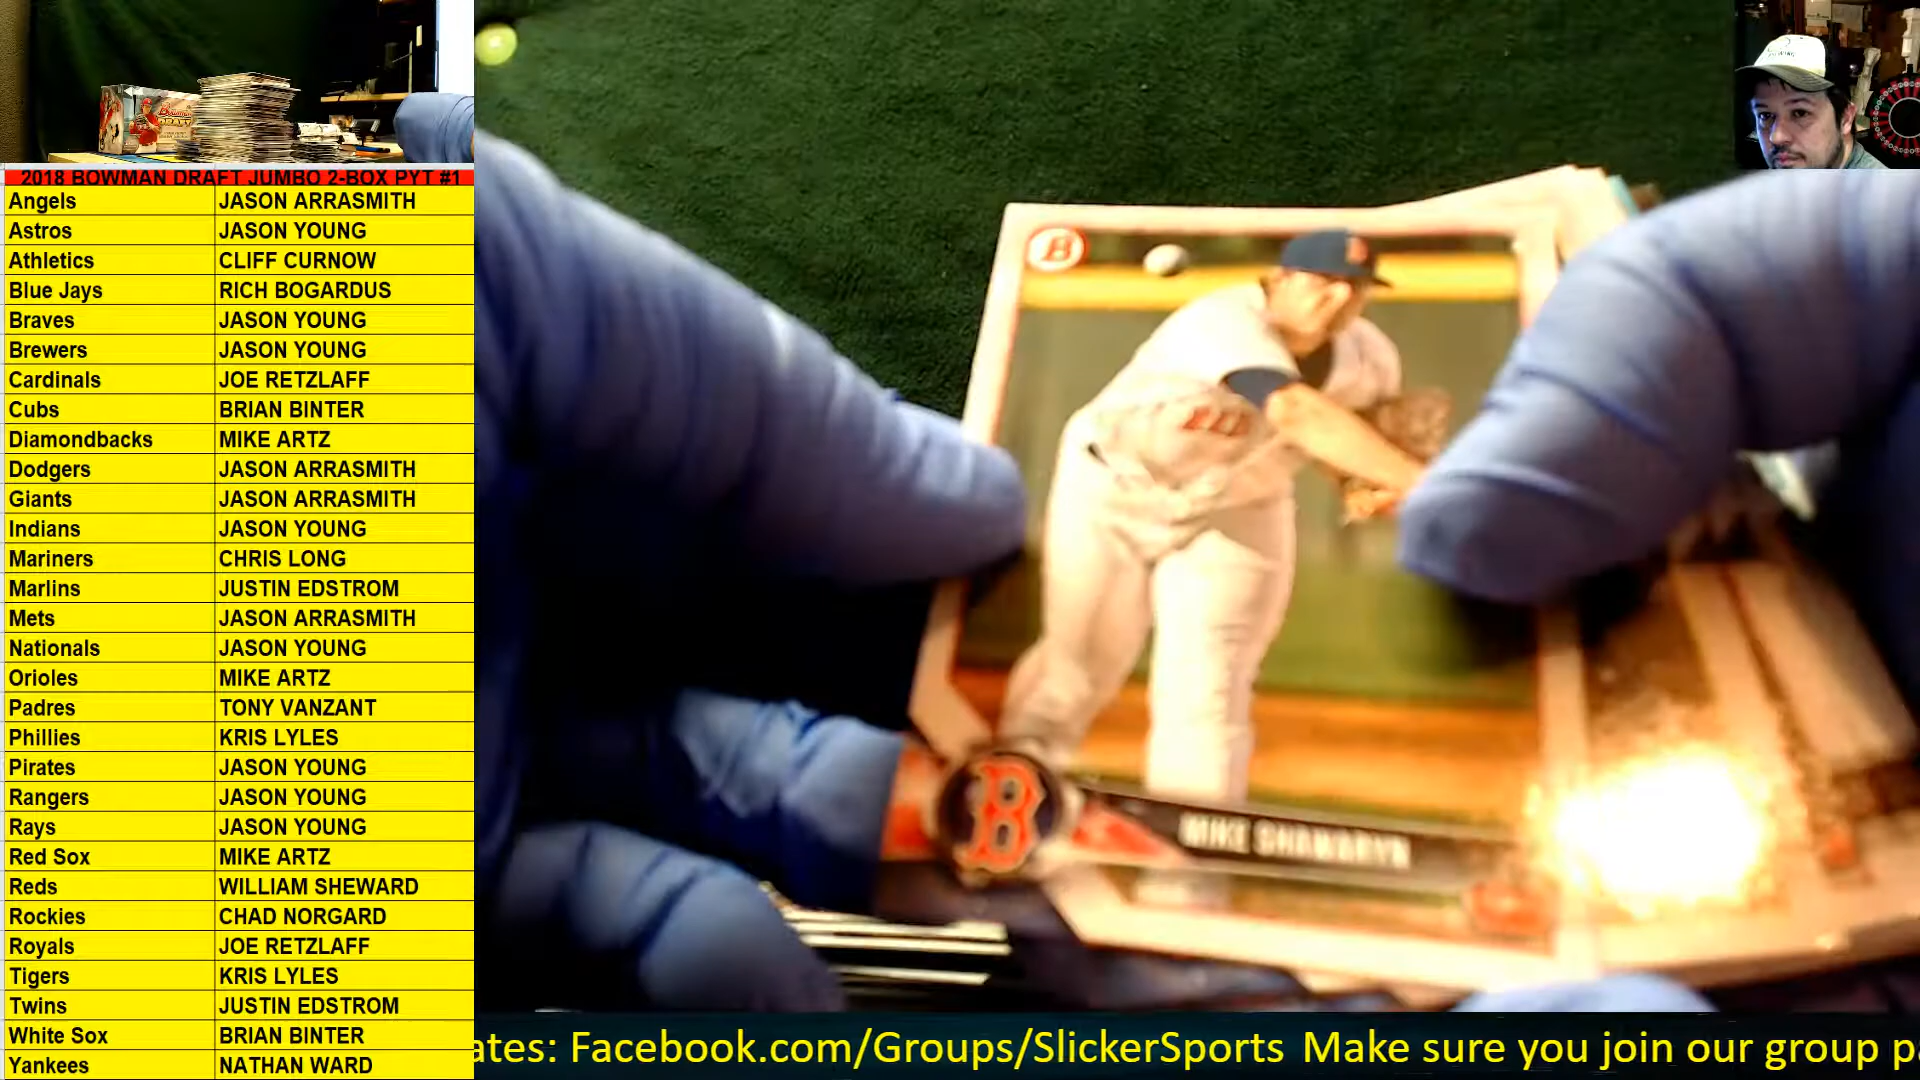 2018 BOWMAN DRAFT JUMBO 2-BOX PYT #1
Angels JASON ARRASMITH
Astros JASON YOUNG
Athletics CLIFF CURNOW
Blue Jays RICH BOGARDUS
Braves JASON YOUNG
Brewers JASON YOUNG
Cardinals JOE RETZLAFF
Cubs BRIAN BINTER
Diamondbacks MIKE ARTZ
Dodgers JASON ARRASMITH
Giants JASON ARRASMITH
Indians JASON YOUNG
Mariners CHRIS LONG
Marlins JUSTIN EDSTROM
Mets JASON ARRASMITH
Nationals JASON YOUNG
Orioles MIKE ARTZ
Padres TONY VANZANT
Phillies KRIS LYLES
Pirates JASON YOUNG
Rangers JASON YOUNG
Rays JASON YOUNG
Red Sox MIKE ARTZ
Reds WILLIAM SHEWARD
Rockies CHAD NORGARD
Royals JOE RETZLAFF
Tigers KRIS LYLES
Twins JUSTIN EDSTROM
White Sox BRIAN BINTER
Yankees NATHAN WARD
B
B
MIKE SHAWARYN
ates: Facebook.com/Groups/SlickerSports Make sure you join our group pa